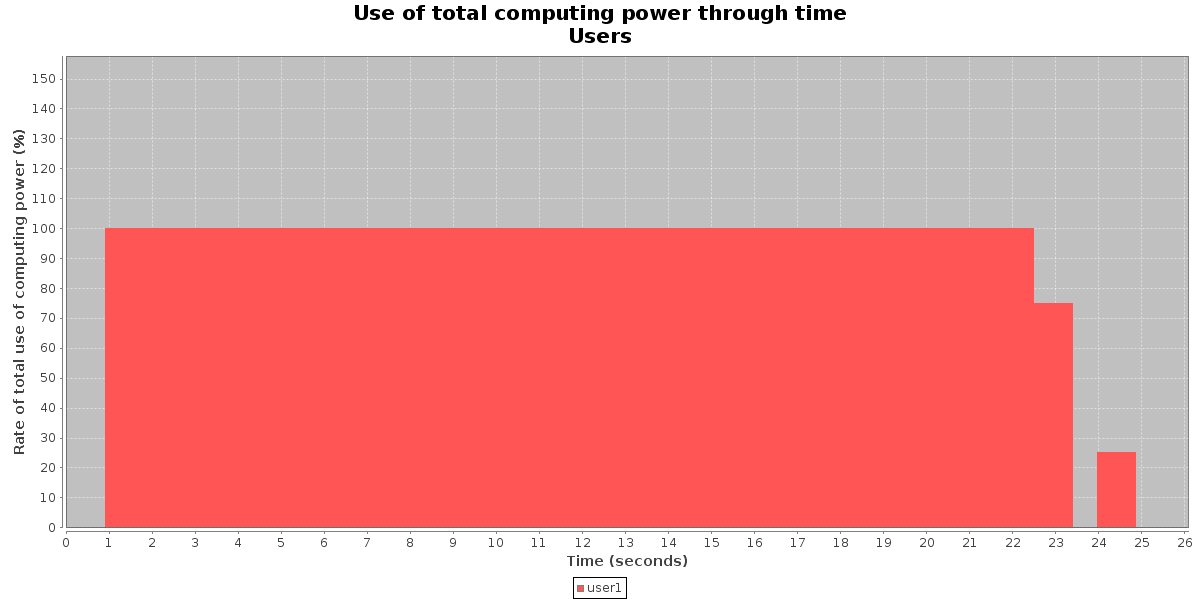 Use of total computing power through time
Users
Rate of total use of computing power (%)
150
140
130
120
110
100
90
80
70
60
50
40
30
20
10
0
0 1 2 3 4 5 6 7 8 9 10 11 12 13 14 15 16 17 18 19 20 21 22 23 24 25 26
Time (seconds)
user1